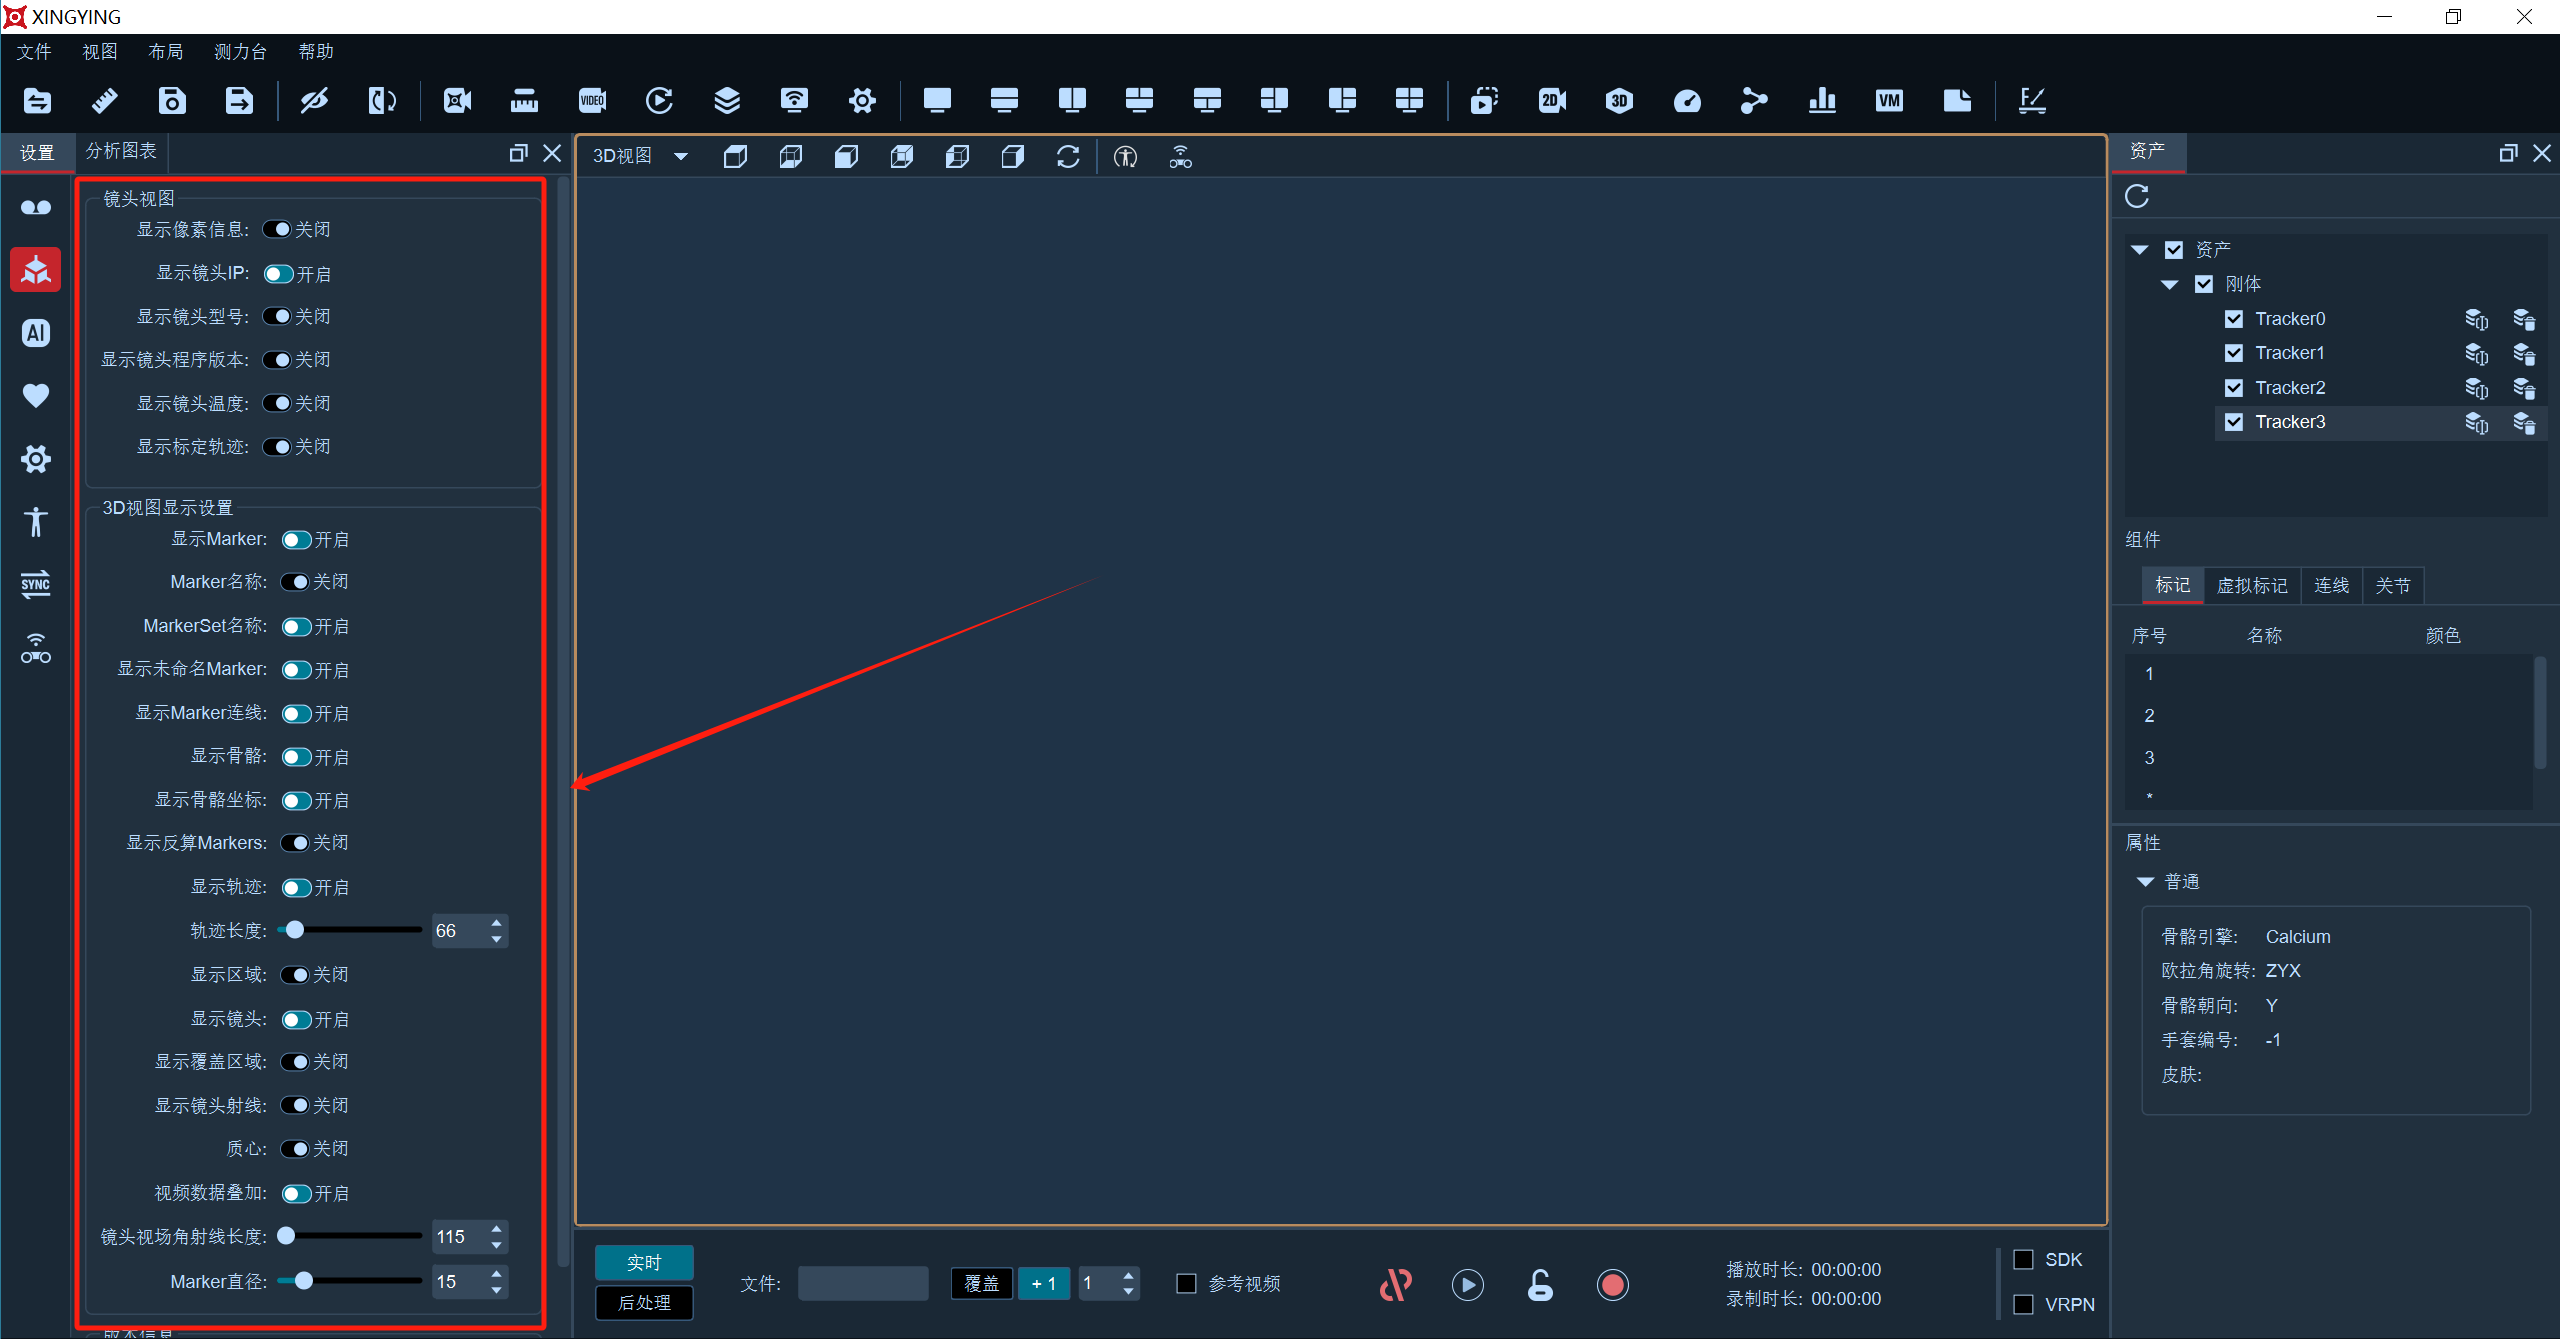 XINGYING
文件 视图 布局 测力台 帮助
VIDEO 2D 3D VM F
设置 分析图表
AI
SYNC
镜头视图
显示像素信息: 关闭
显示镜头IP: 开启
显示镜头型号: 关闭
显示镜头程序版本: 关闭
显示镜头温度: 关闭
显示标定轨迹: 关闭
3D视图显示设置
显示Marker: 开启
Marker名称: 关闭
MarkerSet名称: 开启
显示未命名Marker: 开启
显示Marker连线: 开启
显示骨骼: 开启
显示骨骼坐标: 开启
显示反算Markers: 关闭
显示轨迹: 开启
轨迹长度: 66
显示区域: 关闭
显示镜头: 开启
显示覆盖区域: 关闭
显示镜头射线: 关闭
质心: 关闭
视频数据叠加: 开启
镜头视场角射线长度: 115
Marker直径: 15
版本信息
3D视图
实时
后处理
文件: 覆盖 +1 1 参考视频
播放时长: 00:00:00
录制时长: 00:00:00
SDK
VRPN
资产
资产
刚体
Tracker0
Tracker1
Tracker2
Tracker3
组件
标记 虚拟标记 连线 关节
序号 名称 颜色
1
2
3
*
属性
普通
骨骼引擎: Calcium
欧拉角旋转: ZYX
骨骼朝向: Y
手套编号: -1
皮肤: